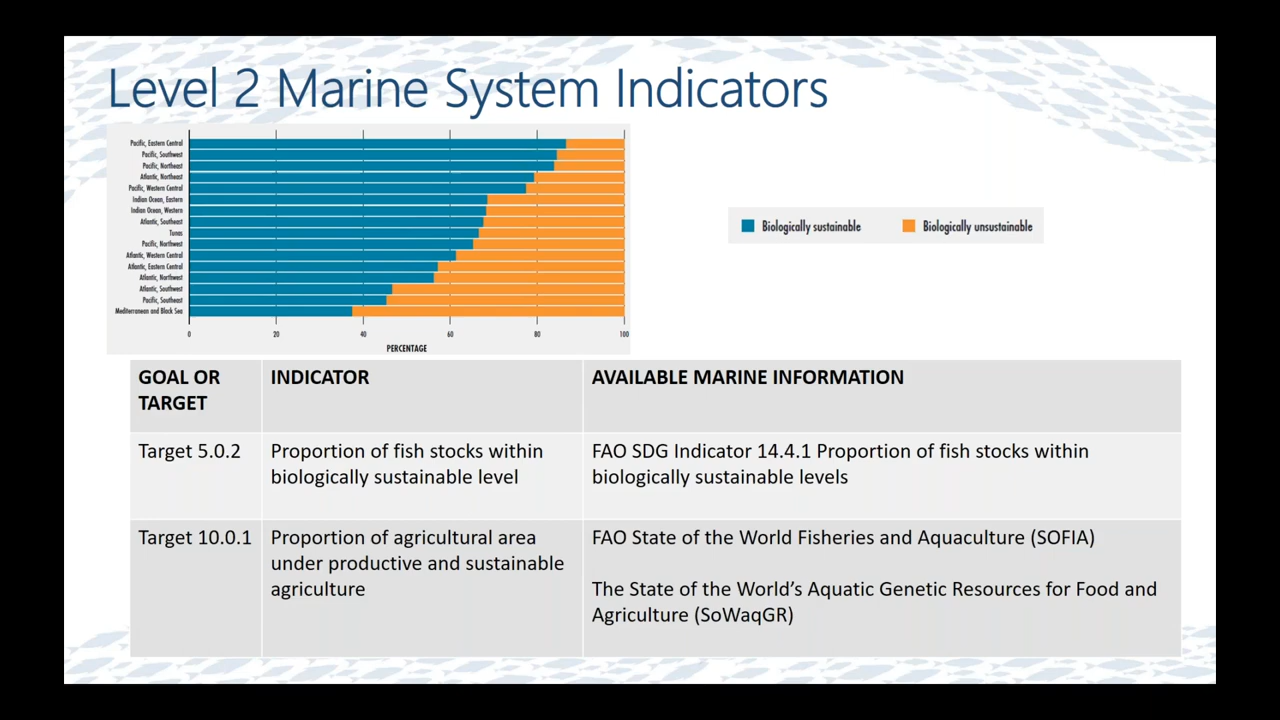 Level 2 Marine System Indicators
Pacific, Eastern Central
Pacific, Southwest
Pacific, Northeast
Atlantic, Northeast
Pacific, Western Central
Indian Ocean, Eastern
Indian Ocean, Western
Atlantic, Southeast
Tunas
Pacific, Northwest
Atlantic, Western Central
Atlantic, Eastern Central
Atlantic, Northwest
Atlantic, Southwest
Pacific, Southeast
Mediterranean and Black Sea
0 20 40 60 80 100
PERCENTAGE
Biologically sustainable Biologically unsustainable
GOAL OR
TARGET
INDICATOR
AVAILABLE MARINE INFORMATION
Target 5.0.2
Proportion of fish stocks within
biologically sustainable level
FAO SDG Indicator 14.4.1 Proportion of fish stocks within
biologically sustainable levels
Target 10.0.1
Proportion of agricultural area
under productive and sustainable
agriculture
FAO State of the World Fisheries and Aquaculture (SOFIA)
The State of the World's Aquatic Genetic Resources for Food and
Agriculture (SoWaqGR)